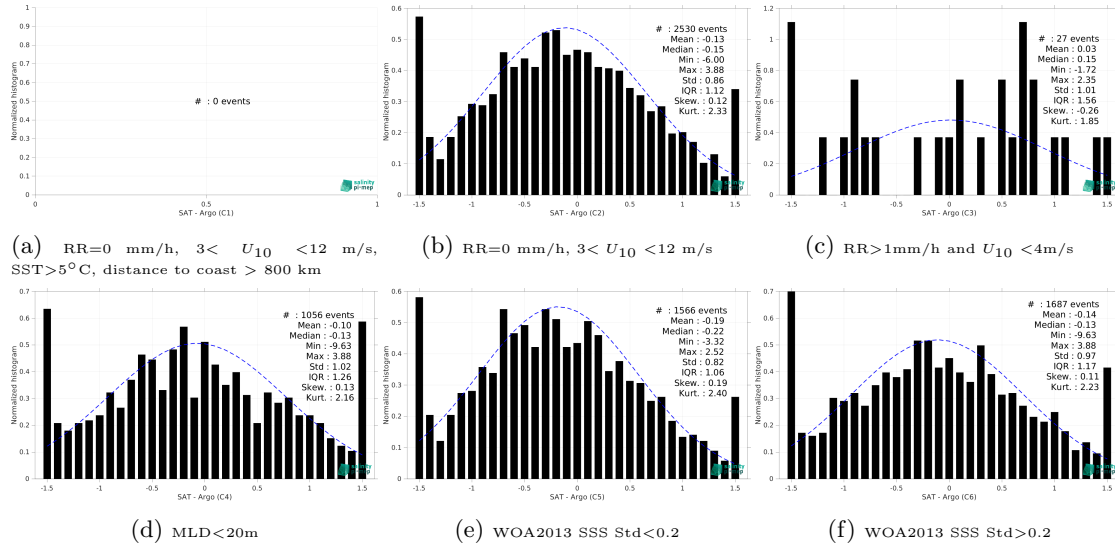 1
0.9
0.8
0.7
0.6
0.5
0.4
0.3
0.2
0.1
0
Normalized histogram
# : 0 events
salinity
pi-mep
0
0.5
1
SAT - Argo (C1)
(a) RR=0 mm/h, 3< U10 <12 m/s,
SST>5°C, distance to coast > 800 km
0.6
0.5
0.4
0.3
0.2
0.1
0
Normalized histogram
# : 2530 events
Mean : -0.13
Median : -0.15
Min : -6.00
Max : 3.88
Std : 0.86
IQR : 1.12
Skew. : 0.12
Kurt. : 2.33
salinity
pi-mep
-1.5
-1
-0.5
0
0.5
1
1.5
SAT - Argo (C2)
(b) RR=0 mm/h, 3< U10 <12 m/s
1.2
1
0.8
0.6
0.4
0.2
0
Normalized histogram
# : 27 events
Mean : 0.03
Median : 0.15
Min : -1.72
Max : 2.35
Std : 1.01
IQR : 1.56
Skew. : -0.26
Kurt. : 1.85
-1.5
-1
-0.5
0
0.5
1
1.5
SAT - Argo (C3)
(c) RR>1mm/h and U10 <4m/s
0.7
0.6
0.5
0.4
0.3
0.2
0.1
0
Normalized histogram
# : 1056 events
Mean : -0.10
Median : -0.13
Min : -9.63
Max : 3.88
Std : 1.02
IQR : 1.26
Skew. : 0.13
Kurt. : 2.16
salinity
pi-mep
-1.5
-1
-0.5
0
0.5
1
1.5
SAT - Argo (C4)
(d) MLD<20m
0.6
0.5
0.4
0.3
0.2
0.1
0
Normalized histogram
# : 1566 events
Mean : -0.19
Median : -0.22
Min : -3.32
Max : 2.52
Std : 0.82
IQR : 1.06
Skew. : 0.19
Kurt. : 2.40
salinity
pi-mep
-1.5
-1
-0.5
0
0.5
1
1.5
SAT - Argo (C5)
(e) WOA2013 SSS Std<0.2
0.7
0.6
0.5
0.4
0.3
0.2
0.1
0
Normalized histogram
# : 1687 events
Mean : -0.14
Median : -0.13
Min : -9.63
Max : 3.88
Std : 0.97
IQR : 1.17
Skew. : 0.11
Kurt. : 2.23
salinity
pi-mep
-1.5
-1
-0.5
0
0.5
1
1.5
SAT - Argo (C6)
(f) WOA2013 SSS Std>0.2